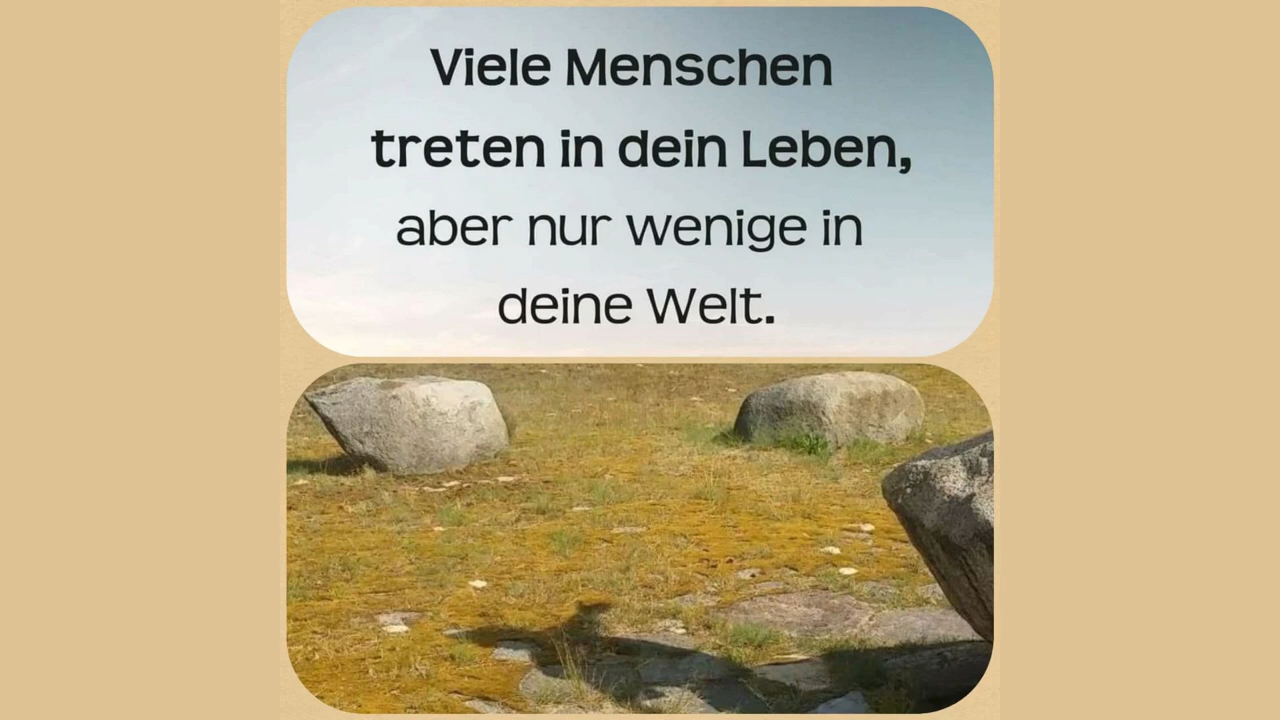 Viele Menschen
treten in dein Leben,
aber nur wenige in
deine Welt.